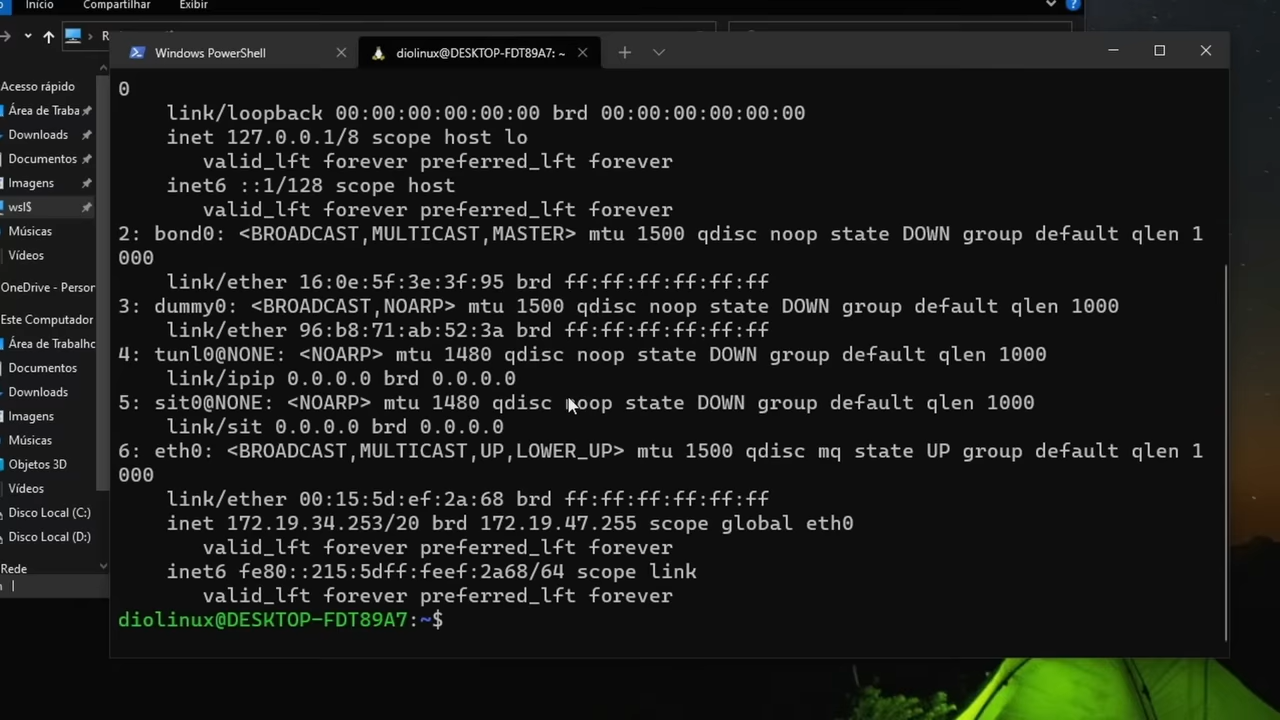 Início
Compartilhar
Exibir
Windows PowerShell
diolinux@DESKTOP-FDT89A7: ~
Acesso rápido
Área de Traba
Downloads
Documentos
Imagens
wsl$
Músicas
Vídeos
OneDrive - Person
Este Computador
Área de Trabalho
Documentos
Downloads
Imagens
Músicas
Objetos 3D
Vídeos
Disco Local (C:)
Disco Local (D:)
Rede
0
link/loopback 00:00:00:00:00:00 brd 00:00:00:00:00:00
inet 127.0.0.1/8 scope host lo
valid_lft forever preferred_lft forever
inet6 ::1/128 scope host
valid_lft forever preferred_lft forever
2: bond0: <BROADCAST,MULTICAST,MASTER> mtu 1500 qdisc noop state DOWN group default qlen 1
000
link/ether 16:0e:5f:3e:3f:95 brd ff:ff:ff:ff:ff:ff
3: dummy0: <BROADCAST,NOARP> mtu 1500 qdisc noop state DOWN group default qlen 1000
link/ether 96:b8:71:ab:52:3a brd ff:ff:ff:ff:ff:ff
4: tunl0@NONE: <NOARP> mtu 1480 qdisc noop state DOWN group default qlen 1000
link/ipip 0.0.0.0 brd 0.0.0.0
5: sit0@NONE: <NOARP> mtu 1480 qdisc noop state DOWN group default qlen 1000
link/sit 0.0.0.0 brd 0.0.0.0
6: eth0: <BROADCAST,MULTICAST,UP,LOWER_UP> mtu 1500 qdisc mq state UP group default qlen 1
000
link/ether 00:15:5d:ef:2a:68 brd ff:ff:ff:ff:ff:ff
inet 172.19.34.253/20 brd 172.19.47.255 scope global eth0
valid_lft forever preferred_lft forever
inet6 fe80::215:5dff:feef:2a68/64 scope link
valid_lft forever preferred_lft forever
diolinux@DESKTOP-FDT89A7:~$